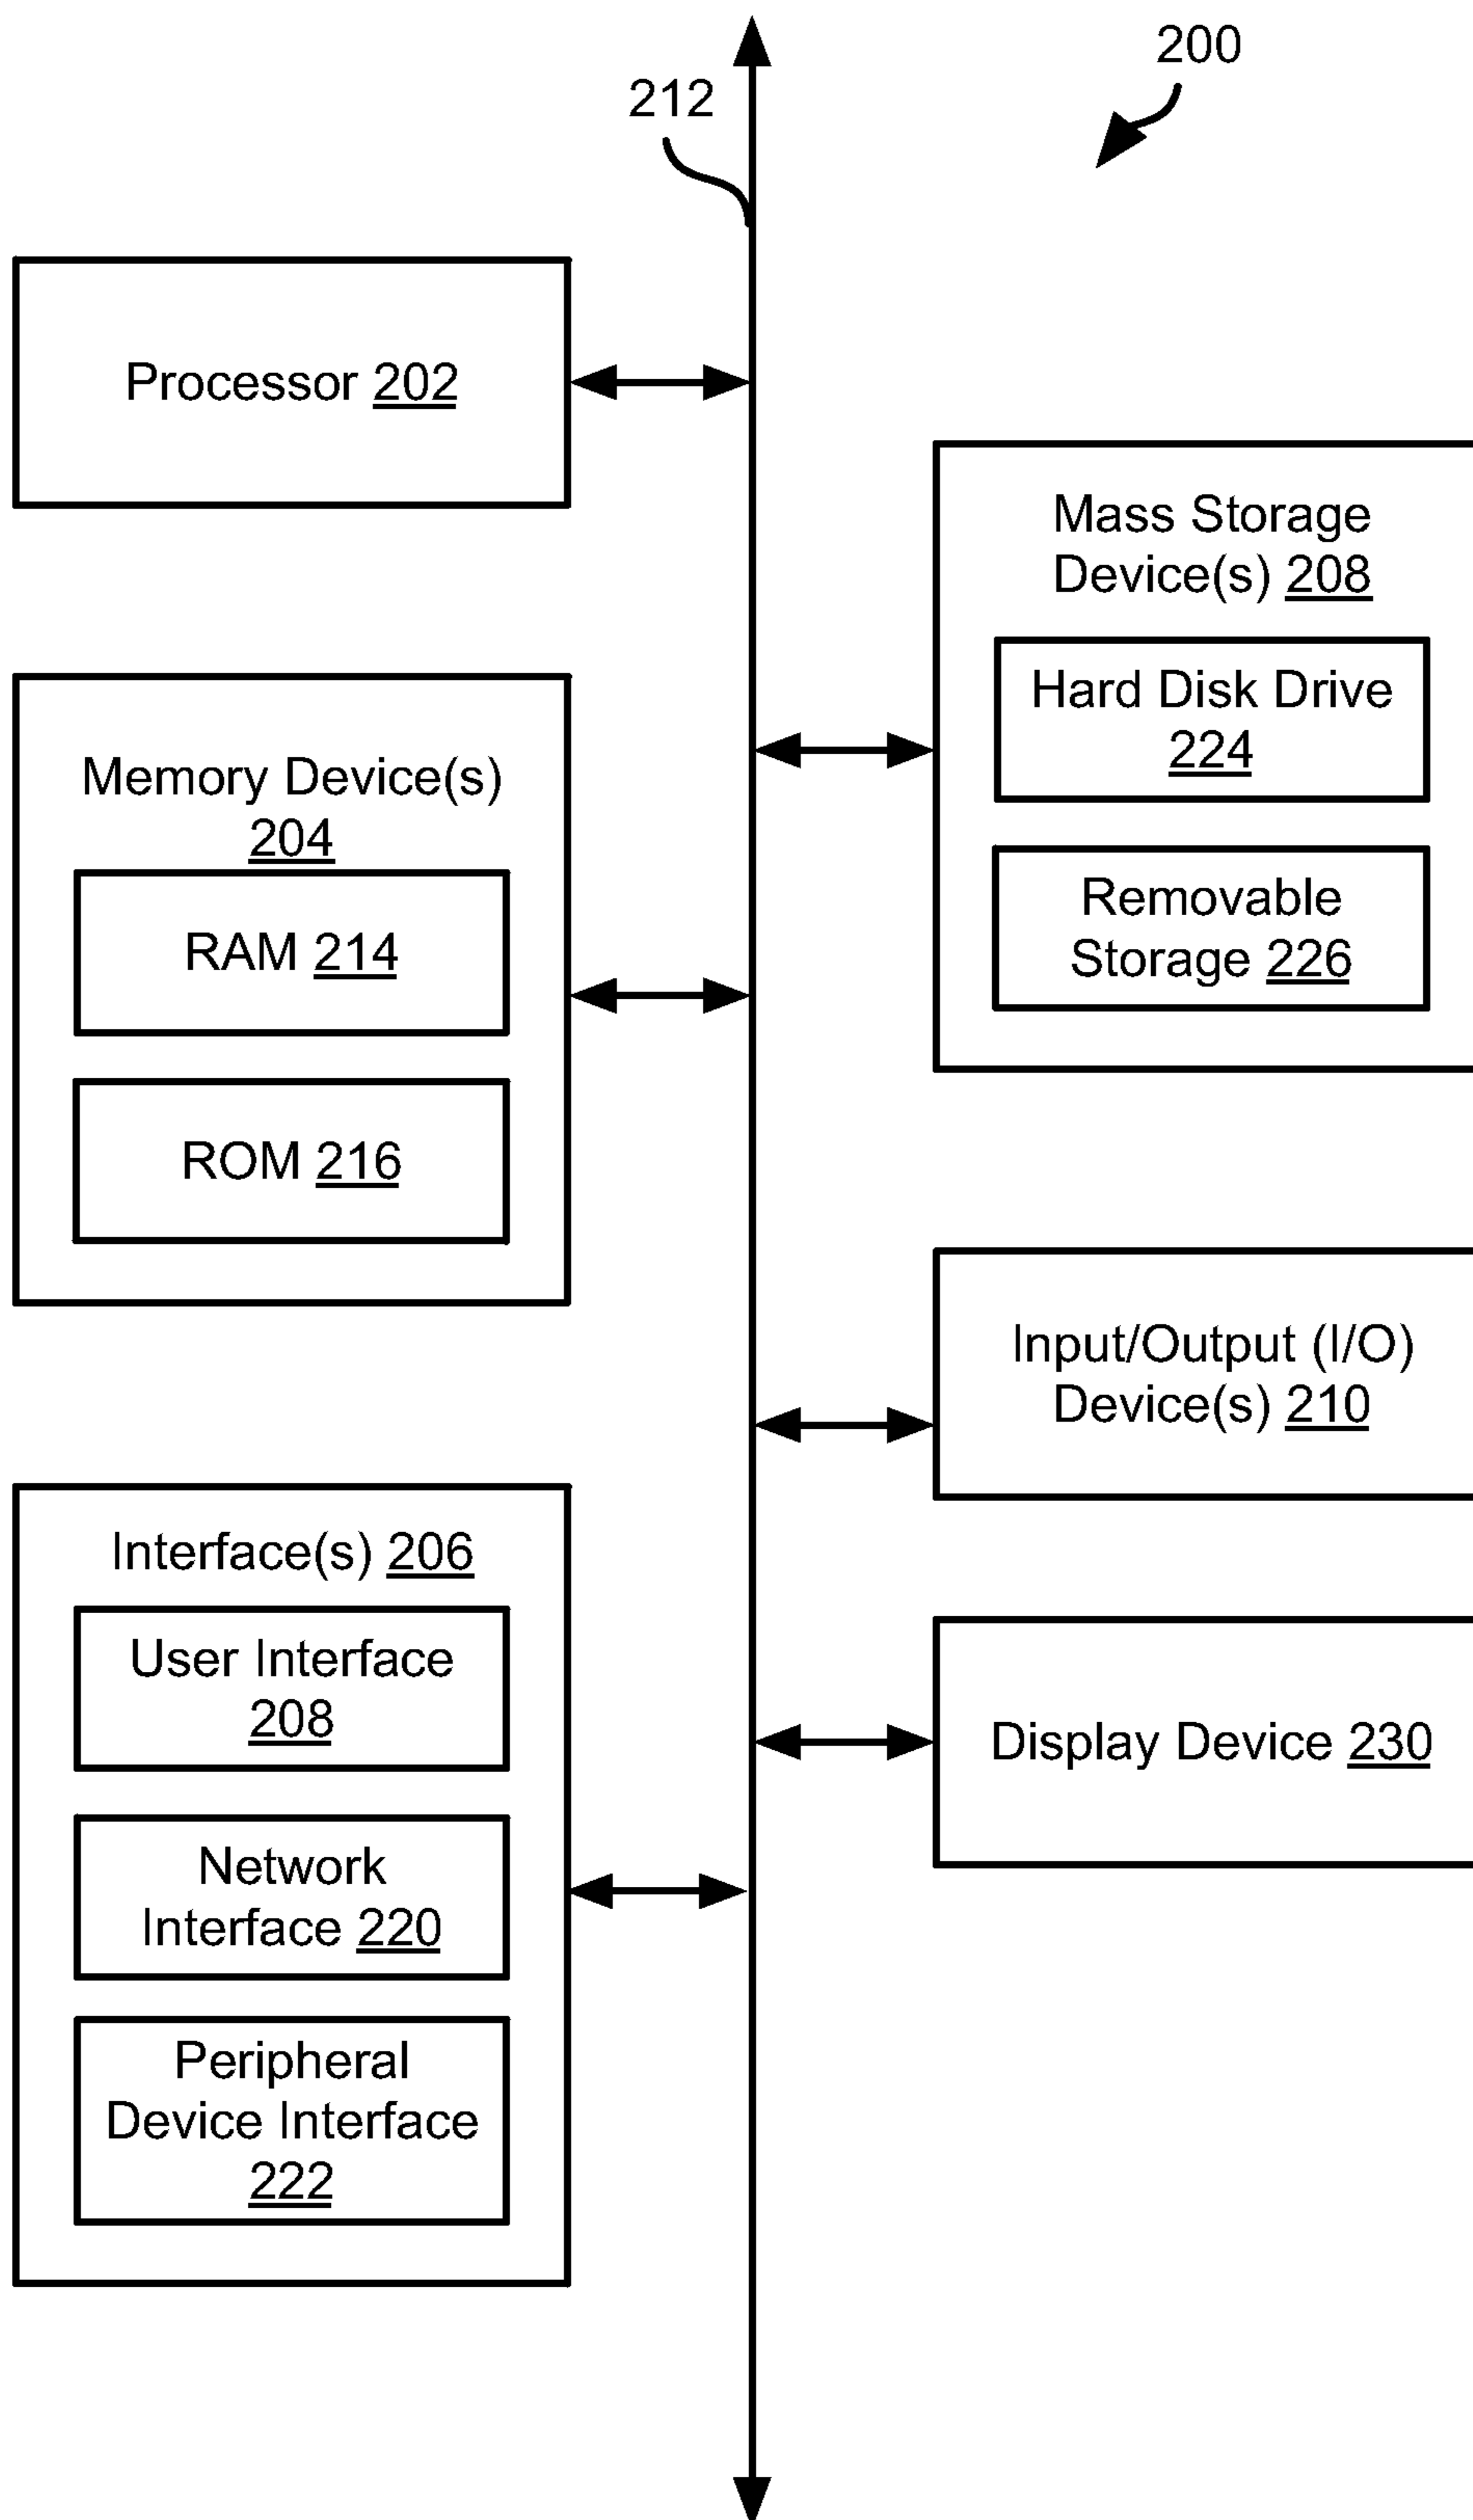 200
212
Processor 202
Mass Storage
Device(s) 208
Hard Disk Drive
224
Removable
Storage 226
Memory Device(s)
204
RAM 214
ROM 216
Input/Output (I/O)
Device(s) 210
Interface(s) 206
User Interface
208
Network
Interface 220
Peripheral
Device Interface
222
Display Device 230